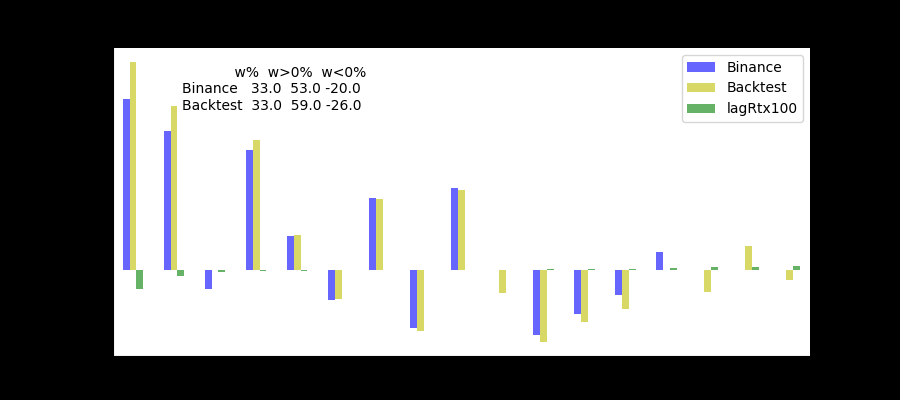 w% w>0% w<0%
Binance 33.0 53.0 -20.0
Backtest 33.0 59.0 -26.0
Binance
Backtest
lagRtx100